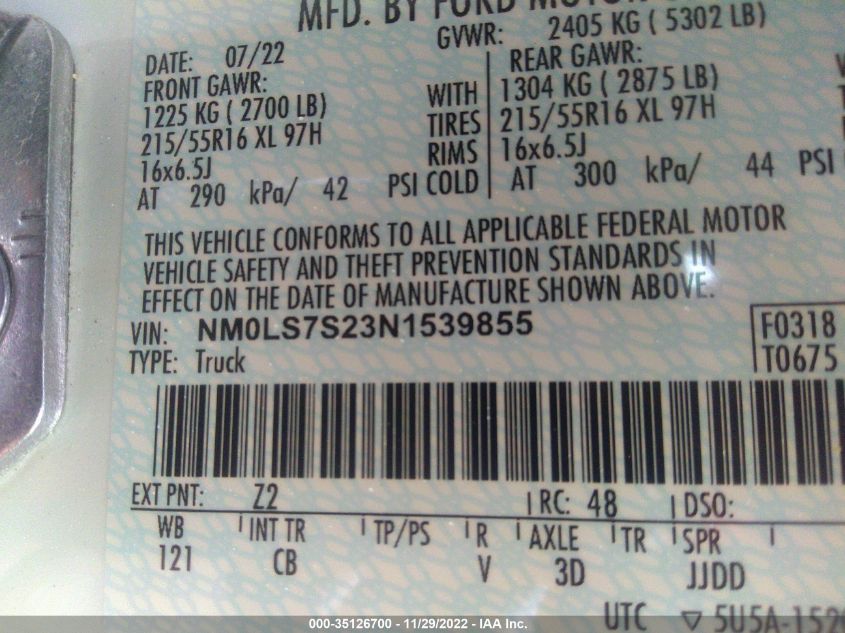 MFD. BY FORD MOTOR
GVWR: 2405 KG ( 5302 LB)
DATE: 07/22
FRONT GAWR:
1225 KG ( 2700 LB)
215/55R16 XL 97H
16x6.5J
AT 290 kPa/ 42 PSI COLD
WITH
TIRES
RIMS
REAR GAWR:
1304 KG ( 2875 LB)
215/55R16 XL 97H
16x6.5J
AT 300 kPa/ 44 PSI
THIS VEHICLE CONFORMS TO ALL APPLICABLE FEDERAL MOTOR
VEHICLE SAFETY AND THEFT PREVENTION STANDARDS IN
EFFECT ON THE DATE OF MANUFACTURE SHOWN ABOVE.
VIN: NM0LS7S23N1539855
TYPE: Truck
F0318
T0675
EXT PNT: Z2 RC: 48 DSO:
WB INT TR TP/PS R AXLE TR SPR
121 CB V 3D JJDD
UTC ▽ 5U5A-1520
000-35126700 - 11/29/2022 - IAA Inc.